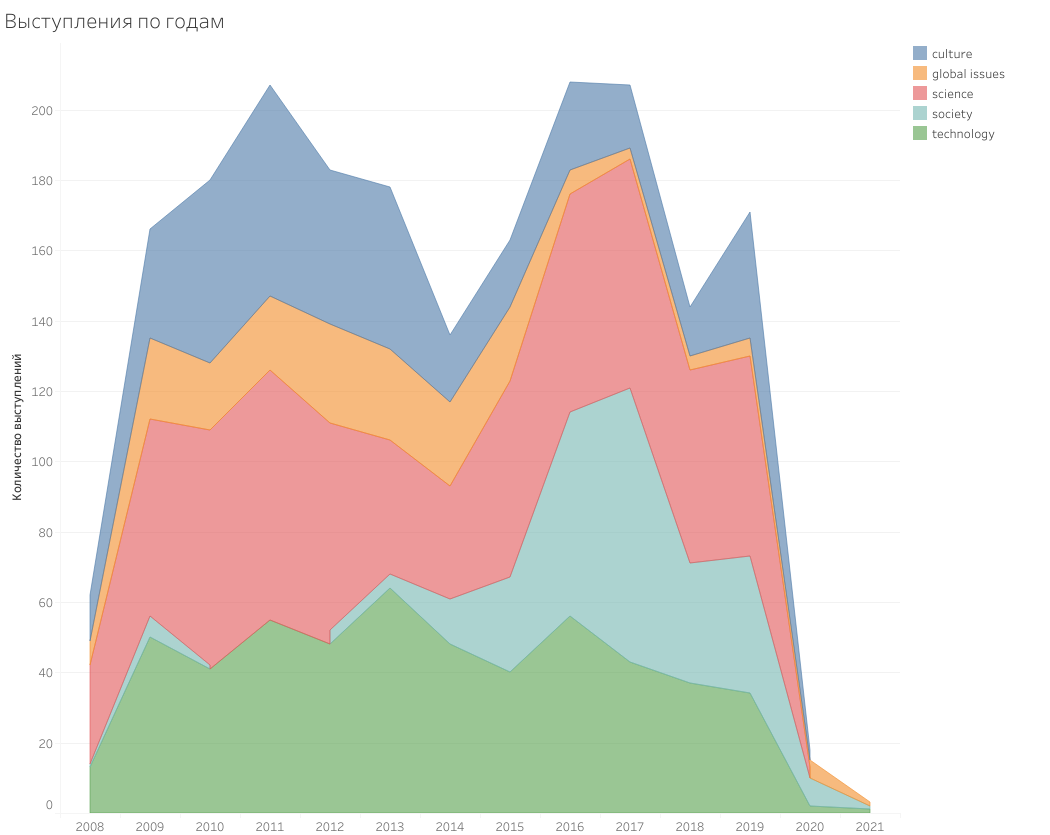 Выступления по годам
culture
global issues
science
society
technology
Количество выступлений
200
180
160
140
120
100
80
60
40
20
0
2008 2009 2010 2011 2012 2013 2014 2015 2016 2017 2018 2019 2020 2021